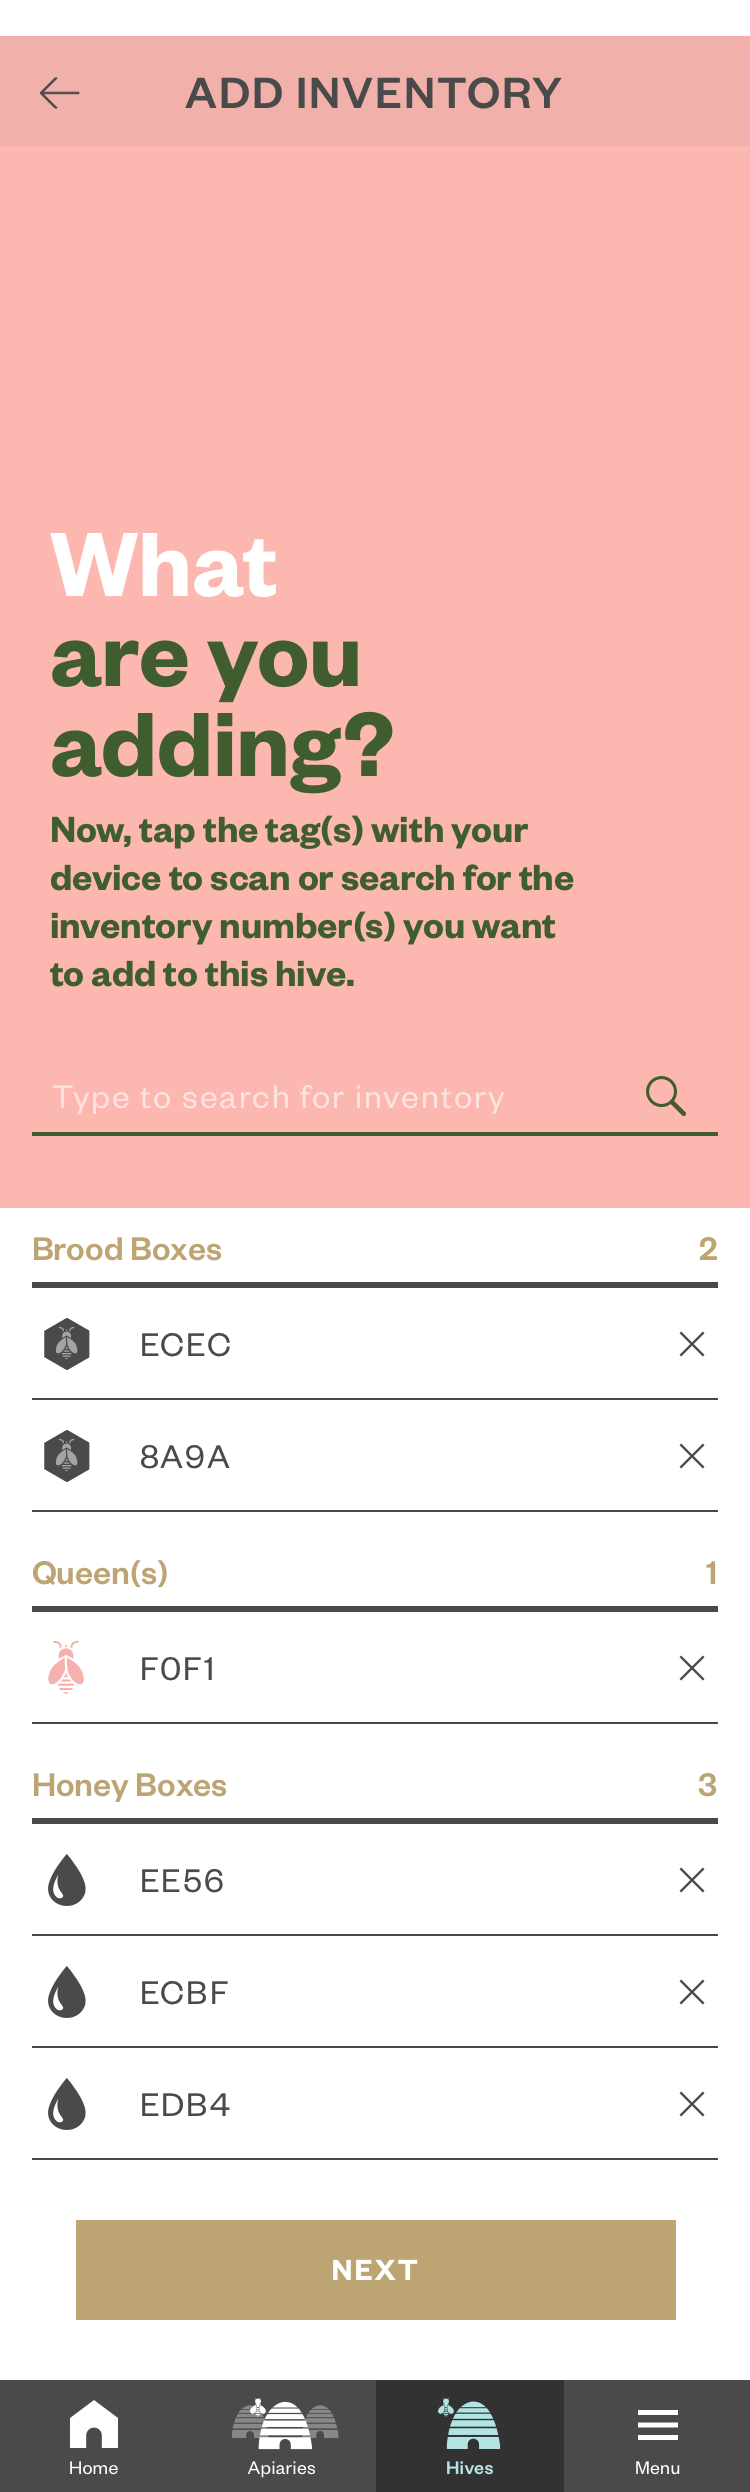 ADD INVENTORY
What
are you
adding?
Now, tap the tag(s) with your
device to scan or search for the
inventory number(s) you want
to add to this hive.
Type to search for inventory
Brood Boxes 2
ECEC
8A9A
Queen(s) 1
F0F1
Honey Boxes 3
EE56
ECBF
EDB4
NEXT
Home Apiaries Hives Menu